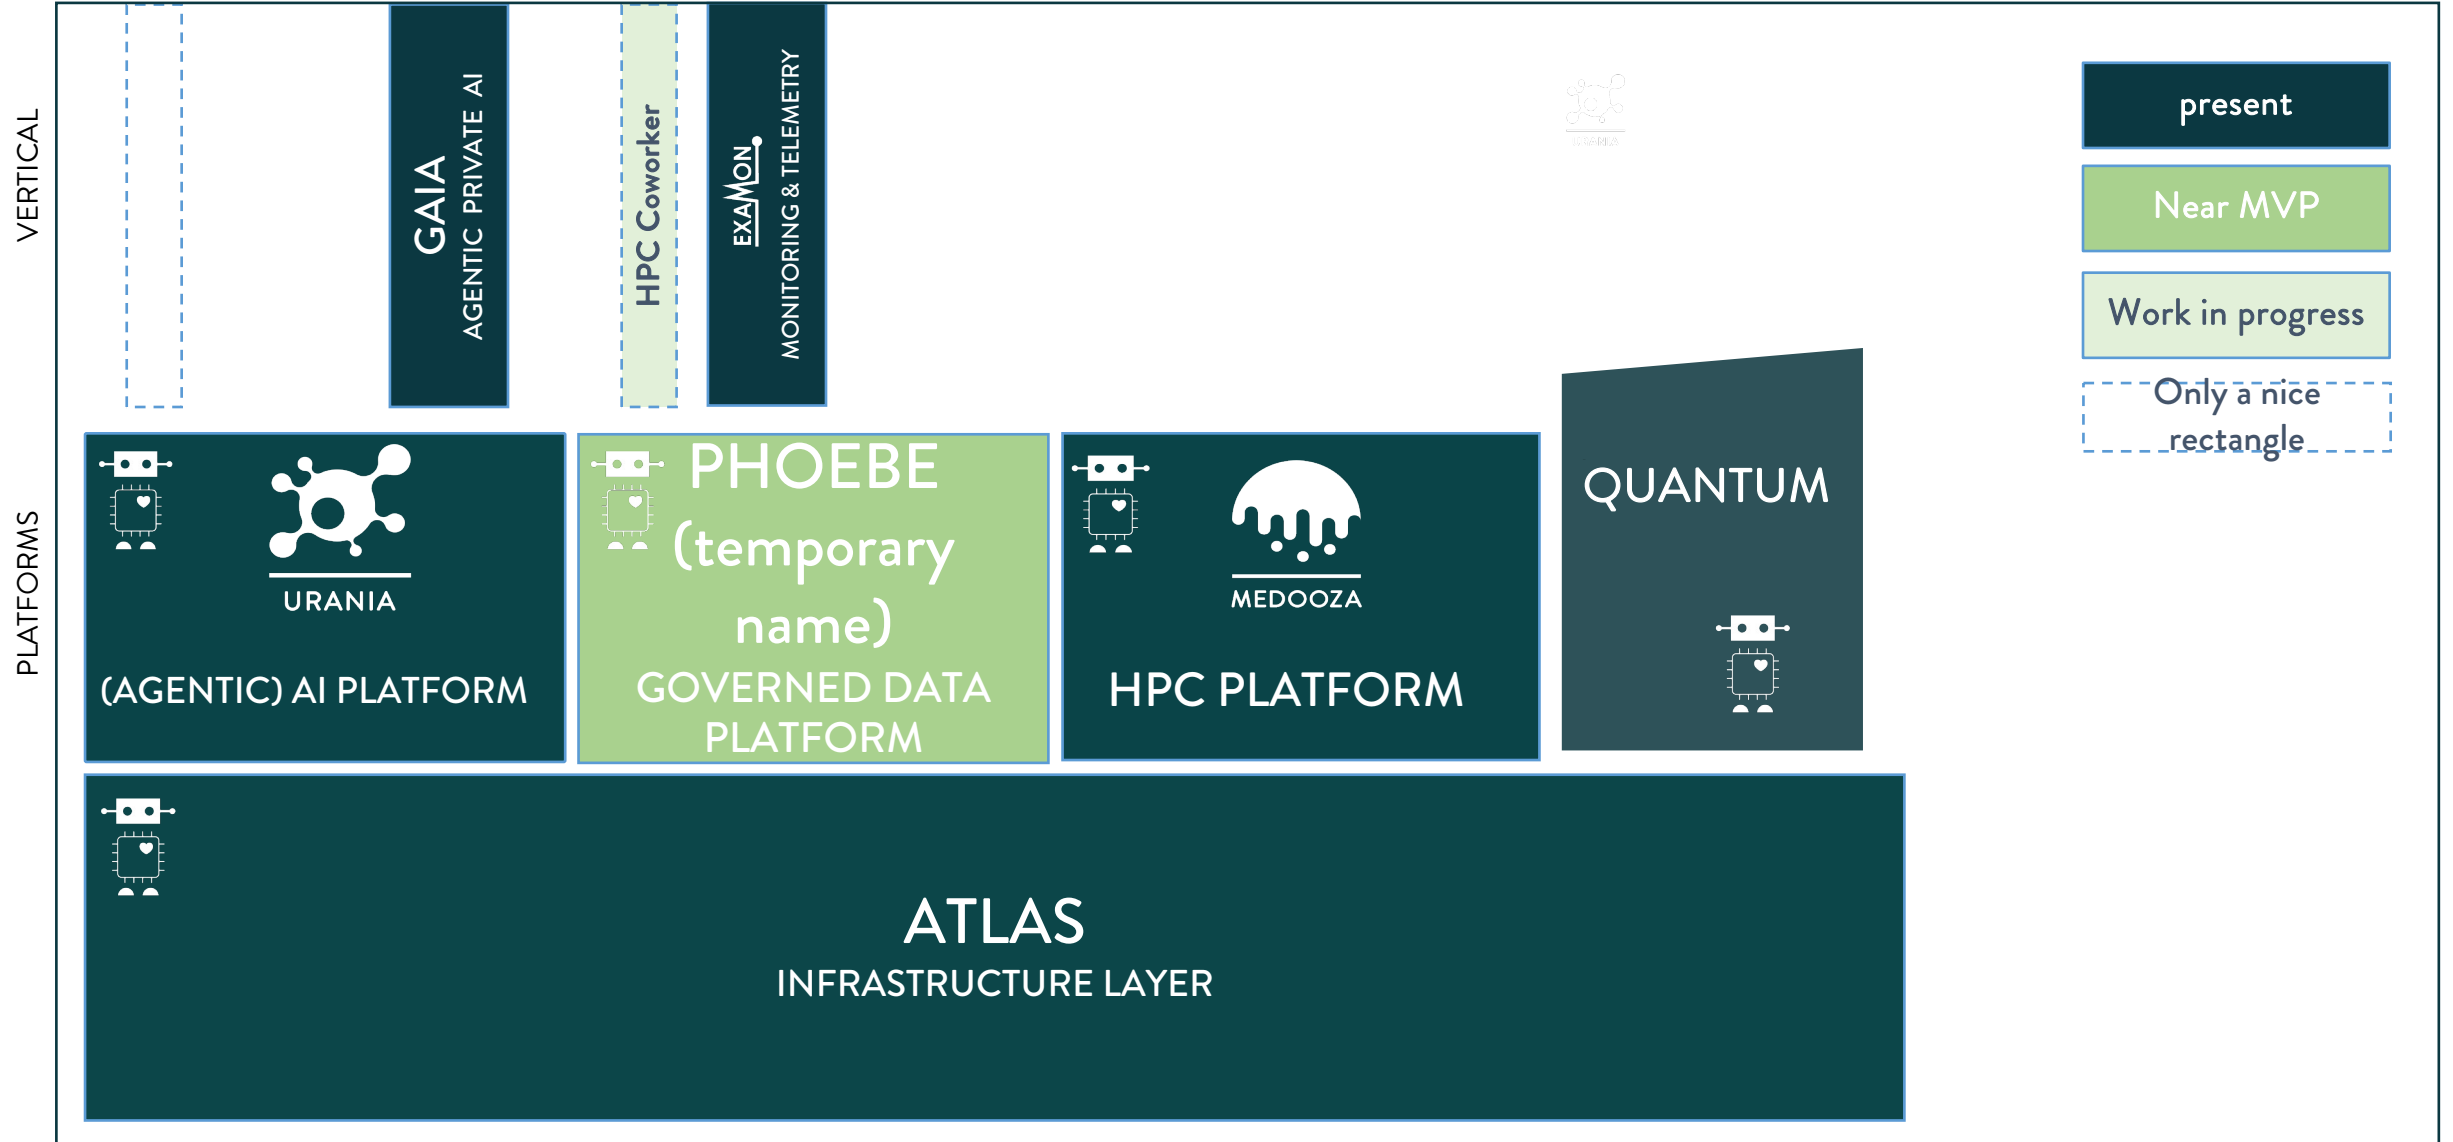 VERTICAL
GAIA
AGENTIC PRIVATE AI
HPC Coworker
EXAMON
MONITORING & TELEMETRY
URANIA
present
Near MVP
Work in progress
Only a nice
rectangle
PLATFORMS
URANIA
(AGENTIC) AI PLATFORM
PHOEBE
(temporary
name)
GOVERNED DATA
PLATFORM
MEDOOZA
HPC PLATFORM
QUANTUM
ATLAS
INFRASTRUCTURE LAYER